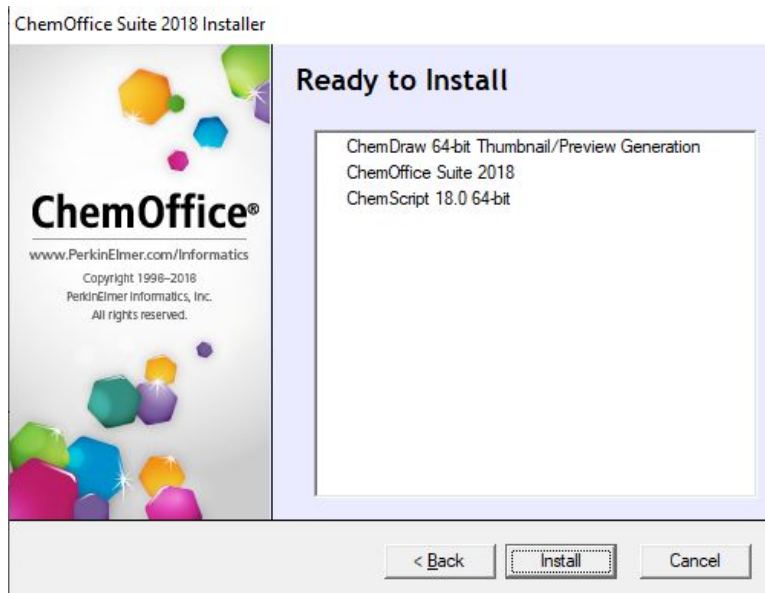 ChemOffice Suite 2018 Installer
ChemOffice®
www.PerkinElmer.com/Informatics
Copyright 1998–2018
PerkinElmer Informatics, Inc.
All rights reserved.
Ready to Install
ChemDraw 64-bit Thumbnail/Preview Generation
ChemOffice Suite 2018
ChemScript 18.0 64-bit
< Back
Install
Cancel